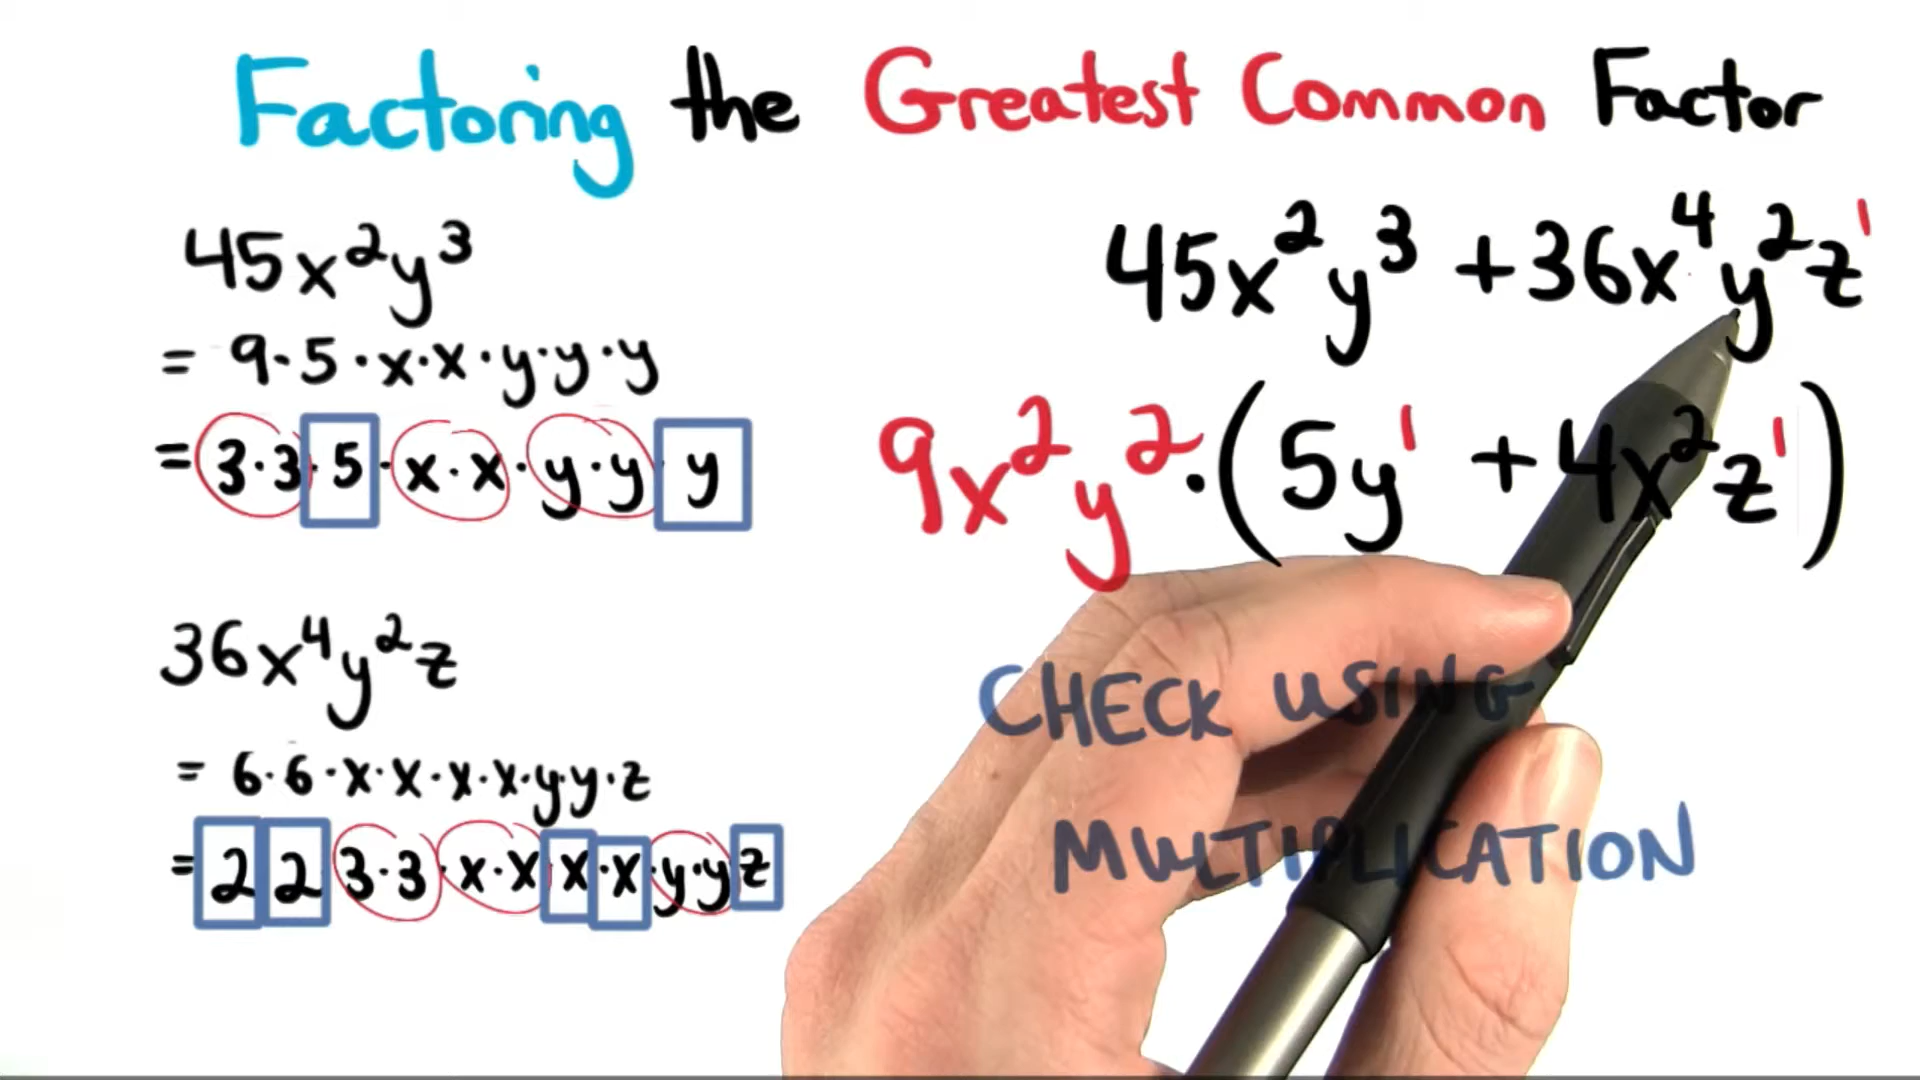 Factoring the Greatest Common Factor
45x²y³
= 9·5·x·x·y·y·y
= 3·3·5·x·x·y·y·y
36x⁴y²z
= 6·6·x·x·x·x·y·y·z
= 2 2 3·3·x·x·x·x·y·y z
45x²y³ + 36x⁴y²z¹
9x²y²·(5y¹ + 4x²z¹)
CHECK USING
MULTIPLICATION